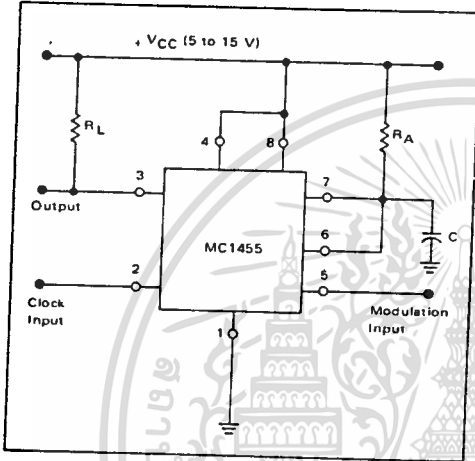 + VCC (5 to 15 V)
RL
4
8
RA
3
7
Output
6
C
MC1455
2
5
Clock
Input
Modulation
Input
1